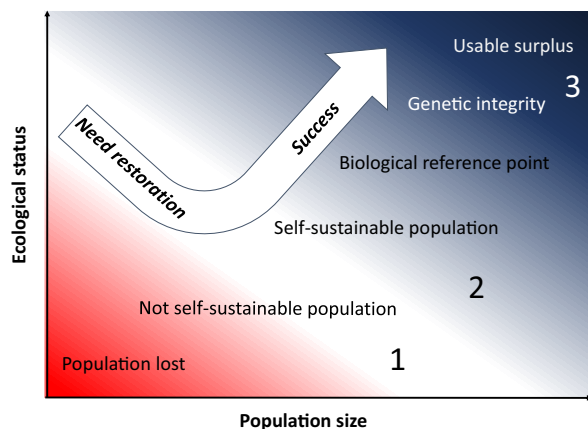 Usable surplus
3
Genetic integrity
Success
Need restoration
Biological reference point
Self-sustainable population
2
Not self-sustainable population
1
Population lost
Ecological status
Population size